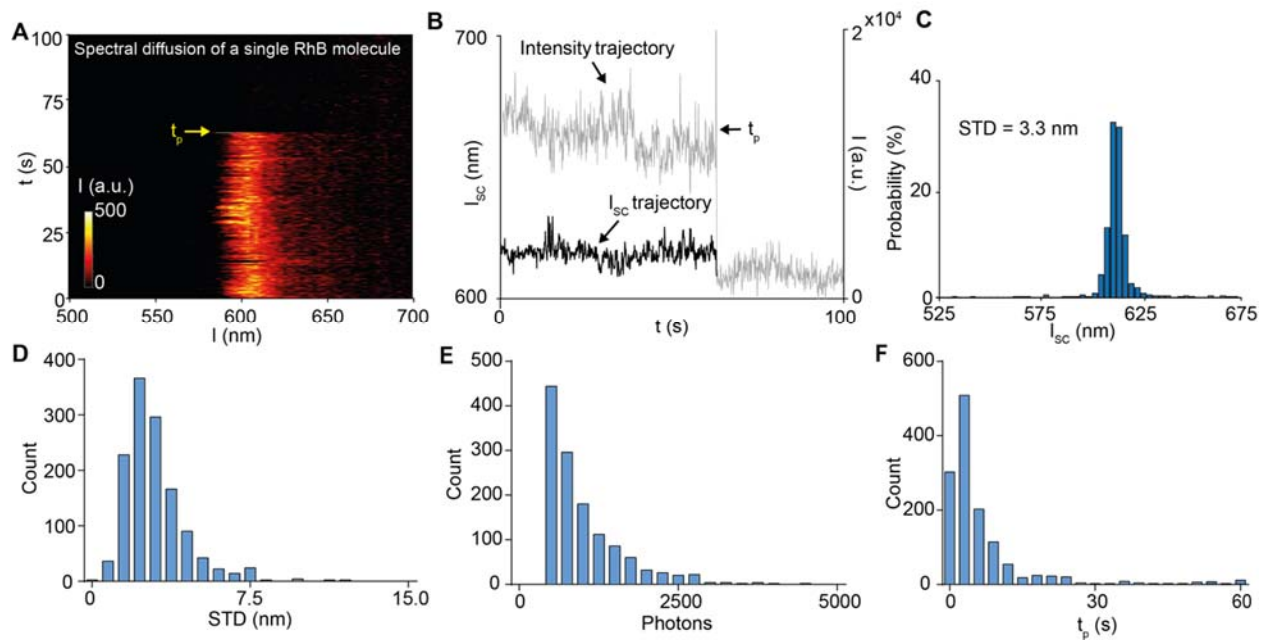 A
Spectral diffusion of a single RhB molecule
100
75
50
25
0
t (s)
tp
I (a.u.)
500
0
500
550
600
650
700
l (nm)
B
700
600
lSC (nm)
Intensity trajectory
tp
lSC trajectory
2×10⁴
0
I (a.u.)
0
100
t (s)
C
40
20
0
Probability (%)
STD = 3.3 nm
525
575
625
675
lSC (nm)
D
400
300
200
100
0
Count
0
7.5
15.0
STD (nm)
E
500
400
300
200
100
0
Count
0
2500
5000
Photons
F
600
400
200
0
Count
0
30
60
tp (s)